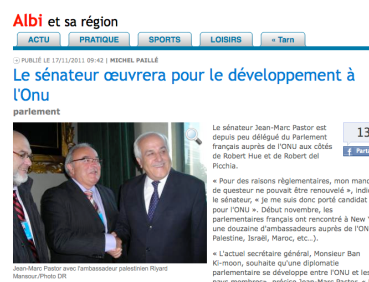 Albi et sa région
ACTU PRATIQUE SPORTS LOISIRS « Tarn
PUBLIÉ LE 17/11/2011 09:42 | MICHEL PAILLÉ
Le sénateur œuvrera pour le développement à
l'Onu
parlement
Le sénateur Jean-Marc Pastor est
depuis peu délégué du Parlement
français auprès de l'ONU aux côtés
de Robert Hue et de Robert del
Picchia.
13
« Pour des raisons règlementaires, mon
de questeur ne pouvait être renouvelé »,
le sénateur, « je me suis donc porté candidat
pour l'ONU ». Début novembre, les
parlementaires français ont rencontré à New
une douzaine d'ambassadeurs auprès de l'ON
Palestine, Israël, Maroc, etc…).
« L'actuel secrétaire général, Monsieur Ban
Ki-moon, souhaite qu'une diplomatie
parlementaire se développe entre l'ONU et les
Jean-Marc Pastor avec l'ambassadeur palestinien Riyard
Mansour./Photo DR